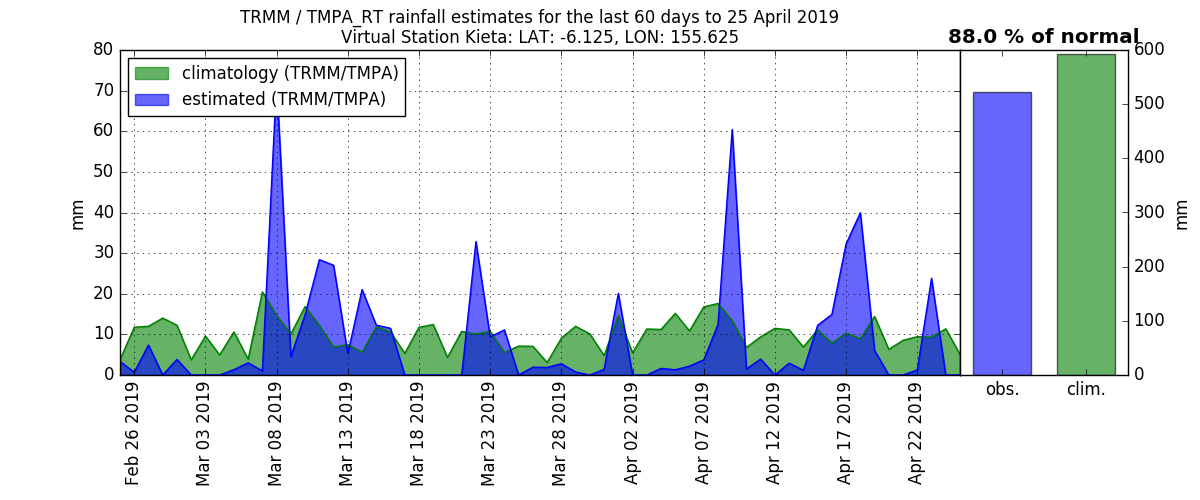 TRMM / TMPA_RT rainfall estimates for the last 60 days to 25 April 2019
Virtual Station Kieta: LAT: -6.125, LON: 155.625
88.0 % of normal
climatology (TRMM/TMPA)
estimated (TRMM/TMPA)
80
70
60
50
40
30
20
10
0
mm
Feb 26 2019
Mar 03 2019
Mar 08 2019
Mar 13 2019
Mar 18 2019
Mar 23 2019
Mar 28 2019
Apr 02 2019
Apr 07 2019
Apr 12 2019
Apr 17 2019
Apr 22 2019
obs.
clim.
600
500
400
300
200
100
0
mm